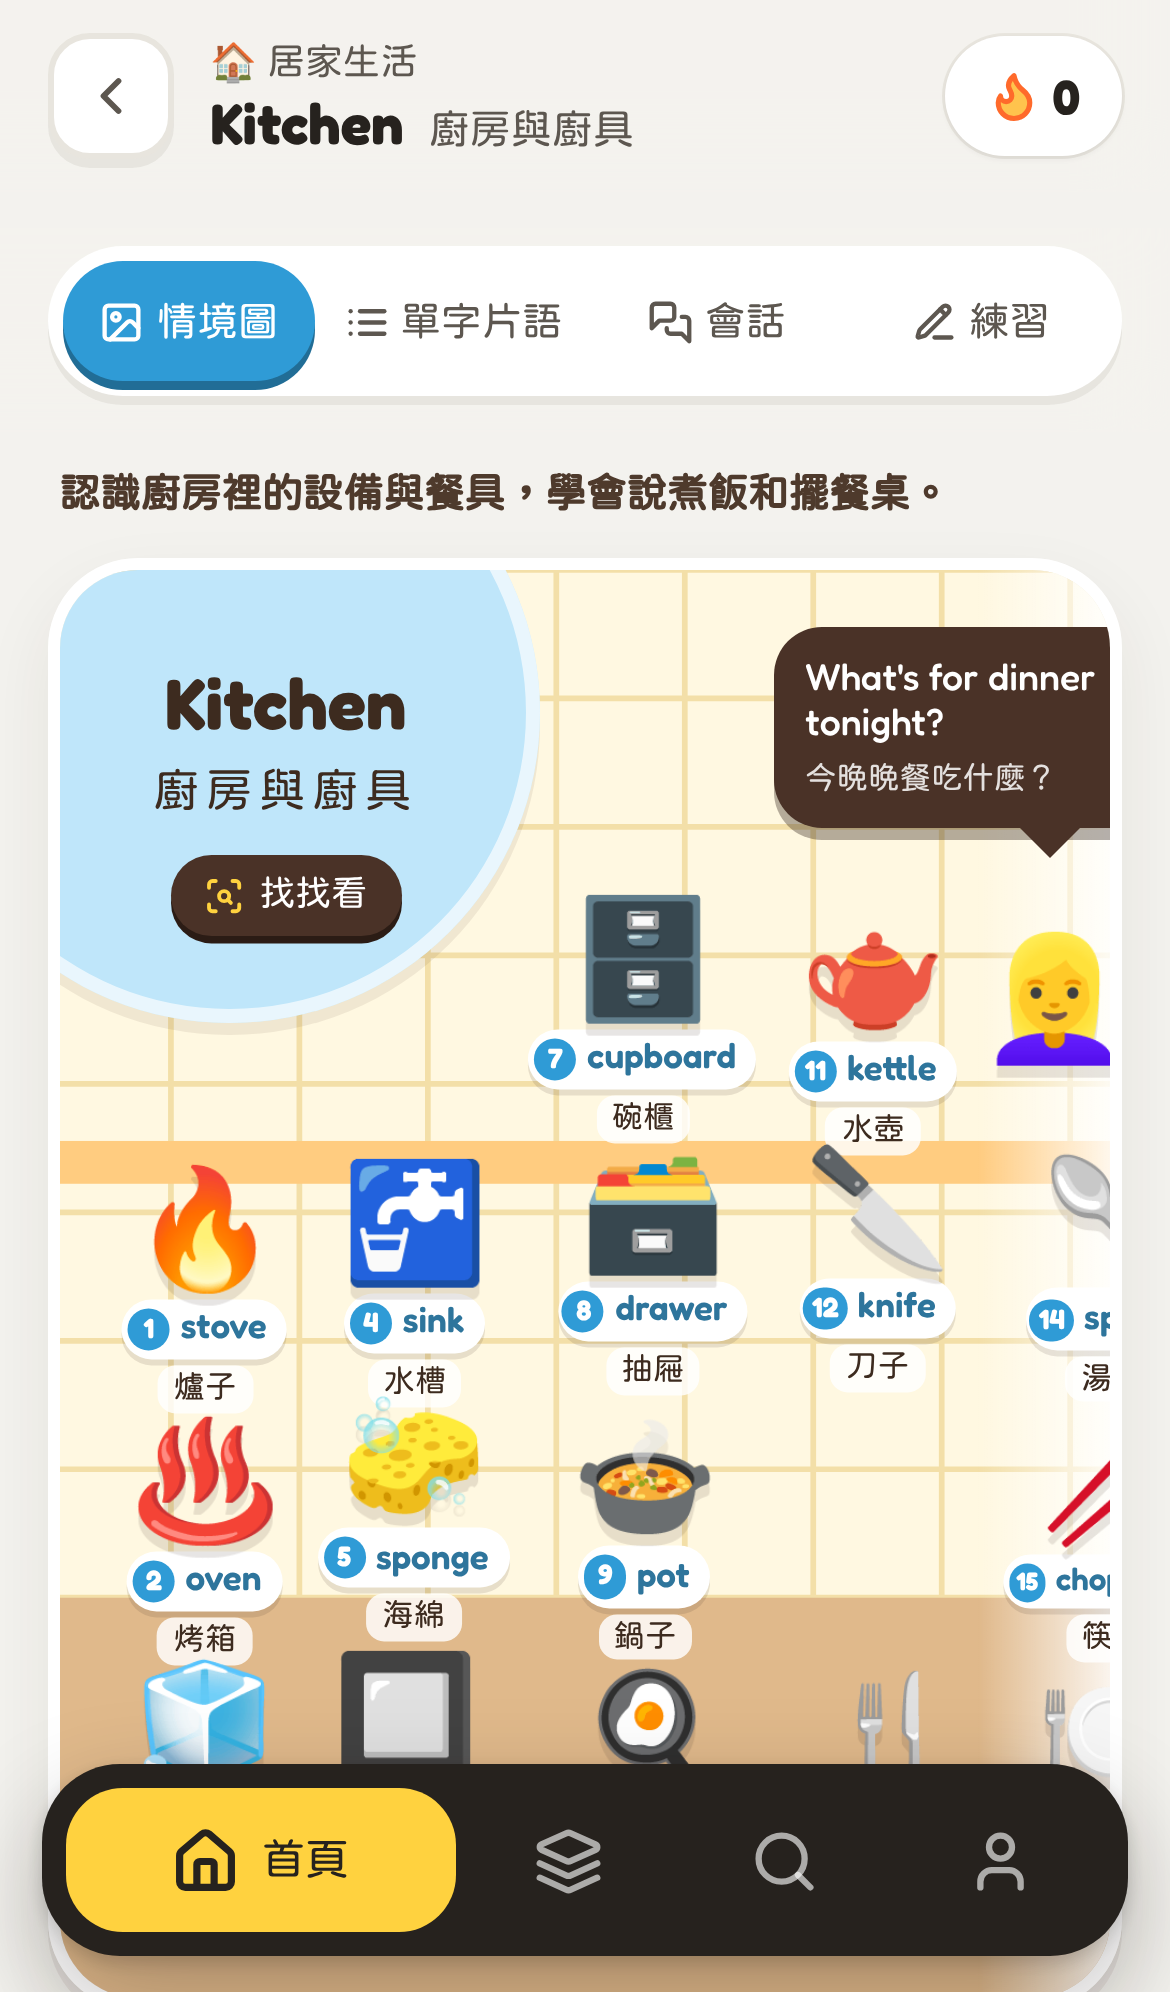 居家生活
Kitchen 廚房與廚具
0
情境圖 單字片語 會話 練習
認識廚房裡的設備與餐具，學會說煮飯和擺餐桌。
Kitchen
廚房與廚具
找找看
What's for dinner
tonight?
今晚晚餐吃什麼？
7 cupboard
碗櫃
11 kettle
水壺
1 stove
爐子
4 sink
水槽
8 drawer
抽屜
12 knife
刀子
14 sp
湯
2 oven
烤箱
5 sponge
海綿
9 pot
鍋子
15 chop
筷
首頁